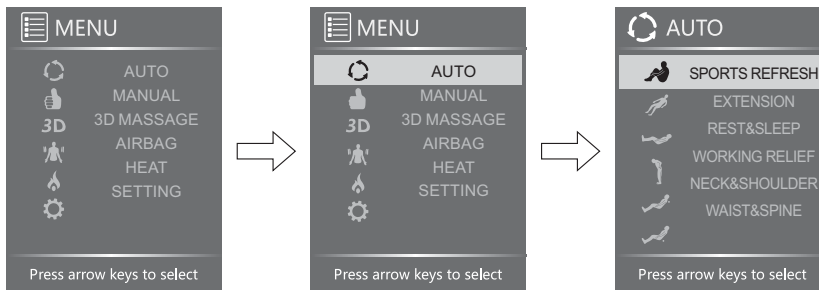 MENU
AUTO
MANUAL
3D 3D MASSAGE
AIRBAG
HEAT
SETTING
Press arrow keys to select
MENU
AUTO
MANUAL
3D 3D MASSAGE
AIRBAG
HEAT
SETTING
Press arrow keys to select
AUTO
SPORTS REFRESH
EXTENSION
REST&SLEEP
WORKING RELIEF
NECK&SHOULDER
WAIST&SPINE
Press arrow keys to select